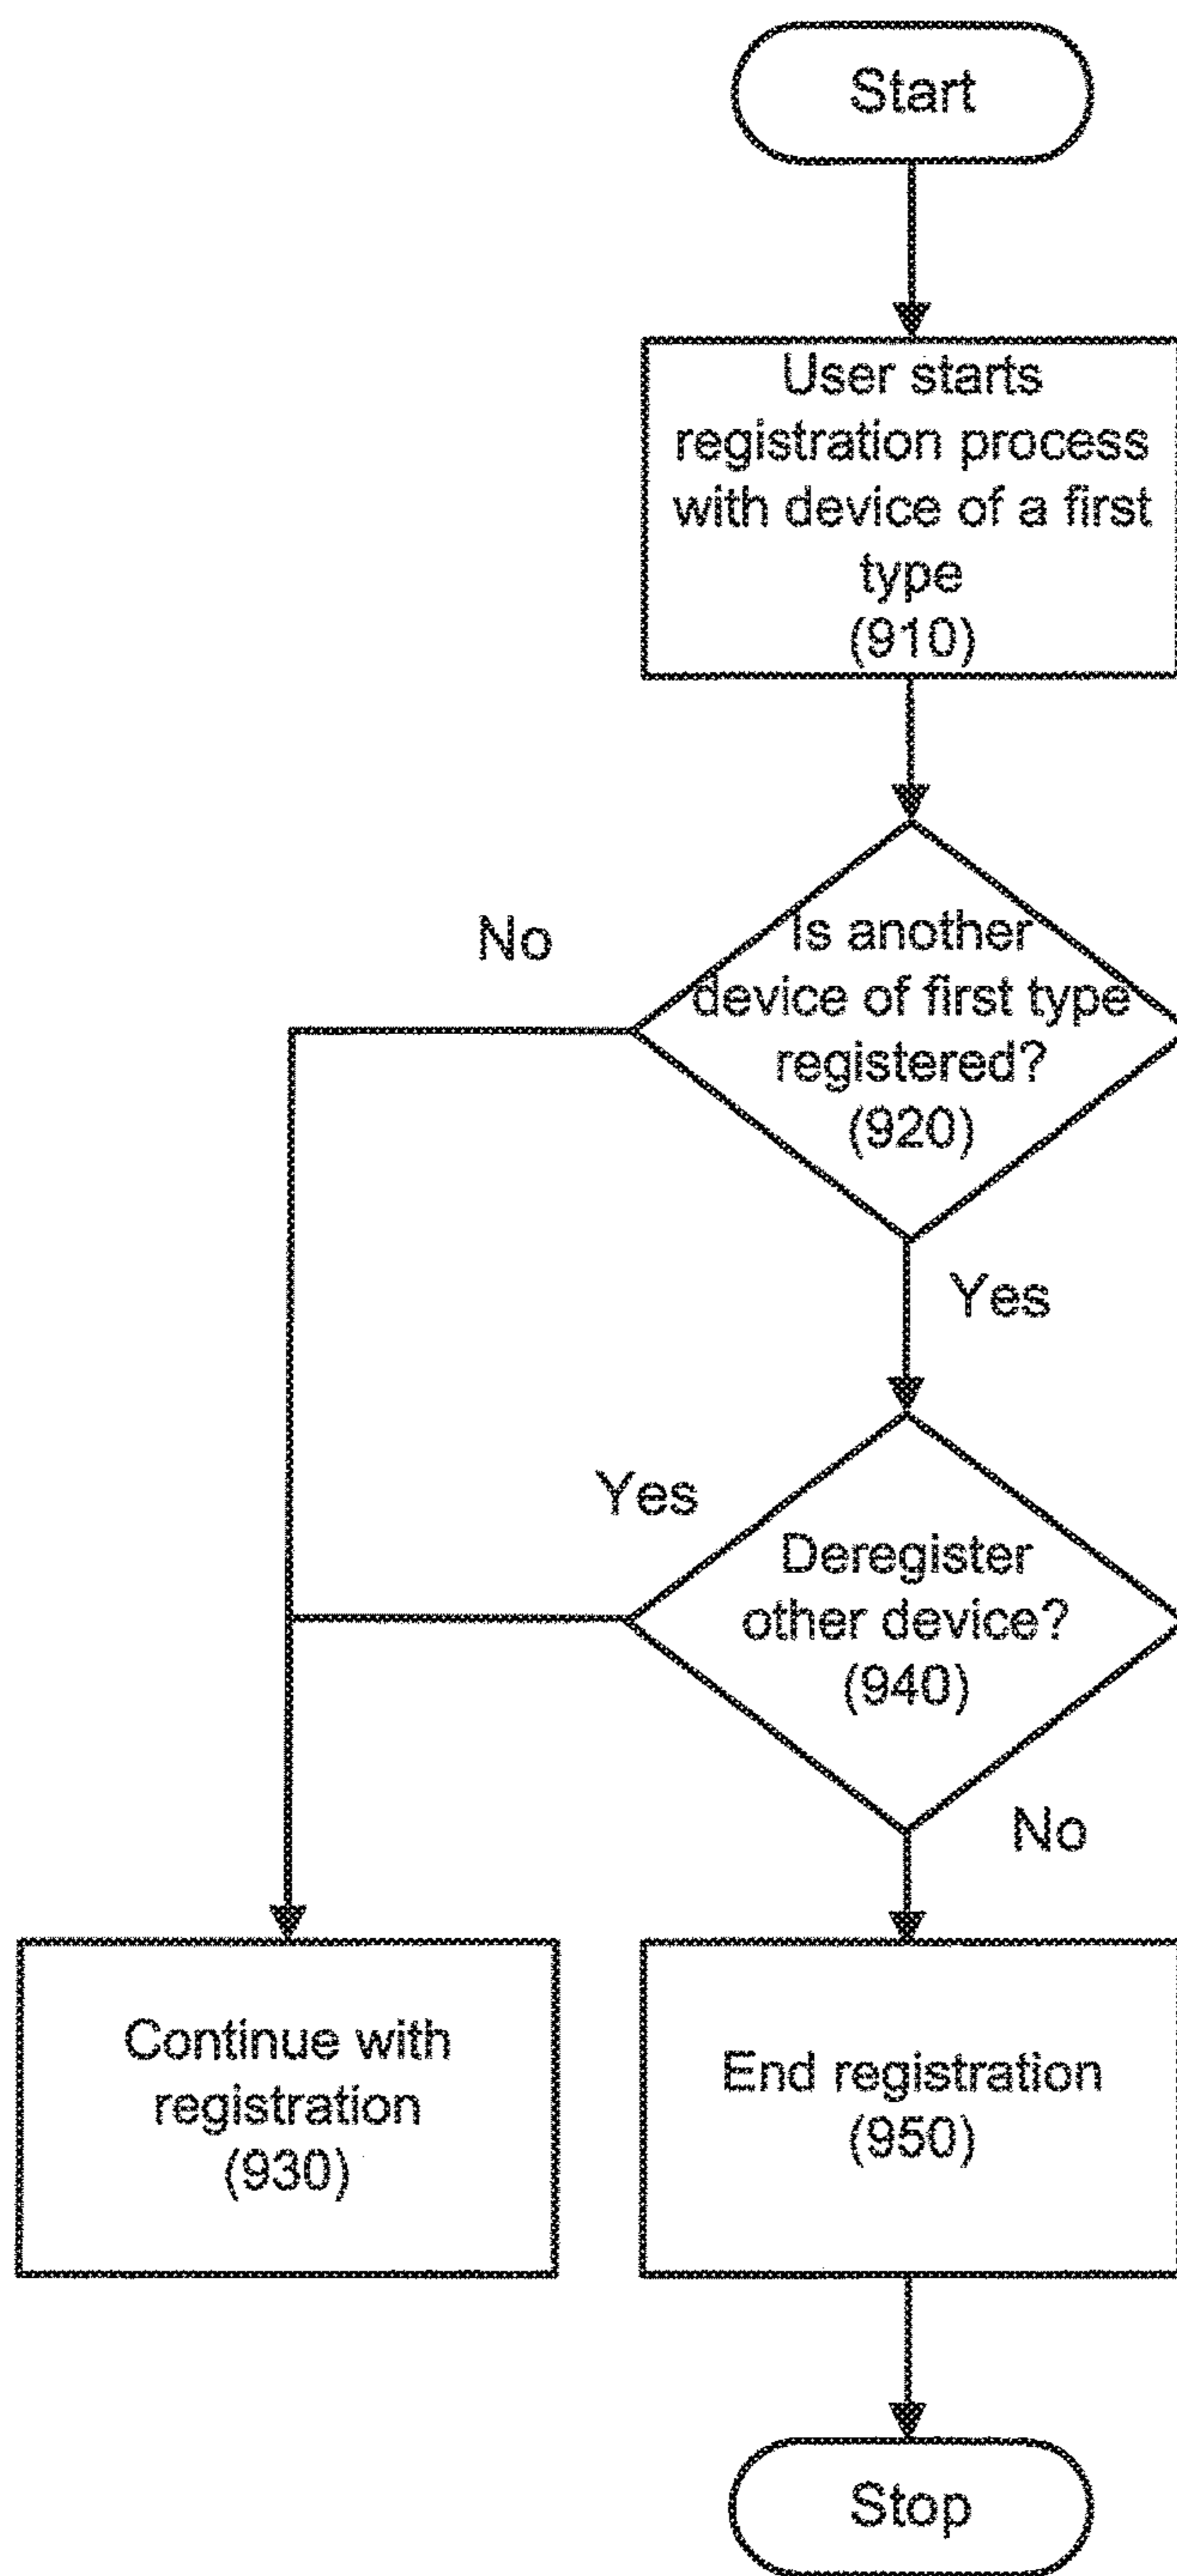 Start
User starts
registration process
with device of a first
type
(910)
No
Is another
device of first type
registered?
(920)
Yes
Yes
Deregister
other device?
(940)
No
Continue with
registration
(930)
End registration
(950)
Stop